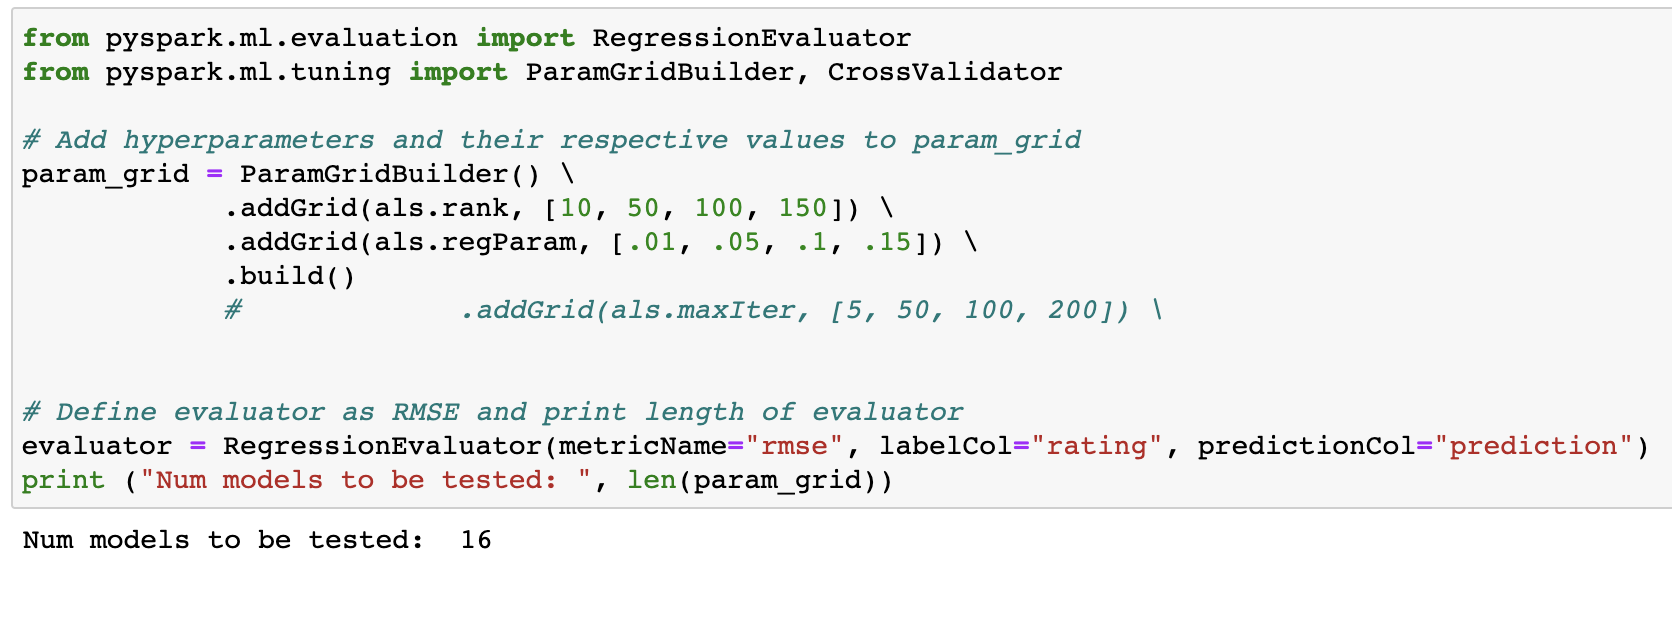 from pyspark.ml.evaluation import RegressionEvaluator
from pyspark.ml.tuning import ParamGridBuilder, CrossValidator
# Add hyperparameters and their respective values to param_grid
param_grid = ParamGridBuilder() \
            .addGrid(als.rank, [10, 50, 100, 150]) \
            .addGrid(als.regParam, [.01, .05, .1, .15]) \
            .build()
            #             .addGrid(als.maxIter, [5, 50, 100, 200]) \
# Define evaluator as RMSE and print length of evaluator
evaluator = RegressionEvaluator(metricName="rmse", labelCol="rating", predictionCol="prediction")
print ("Num models to be tested: ", len(param_grid))
Num models to be tested:  16